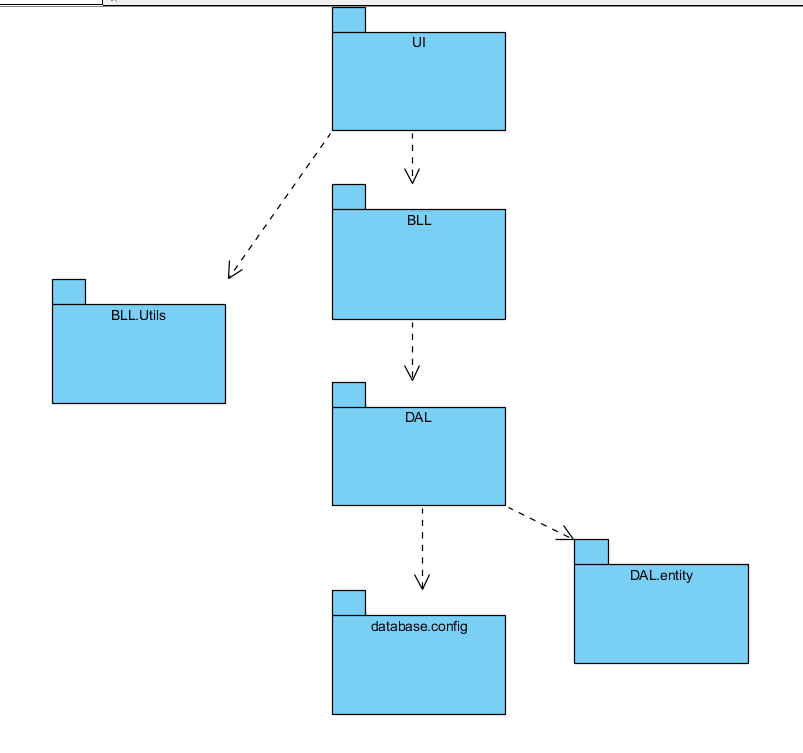 UI
BLL
BLL.Utils
DAL
DAL.entity
database.config